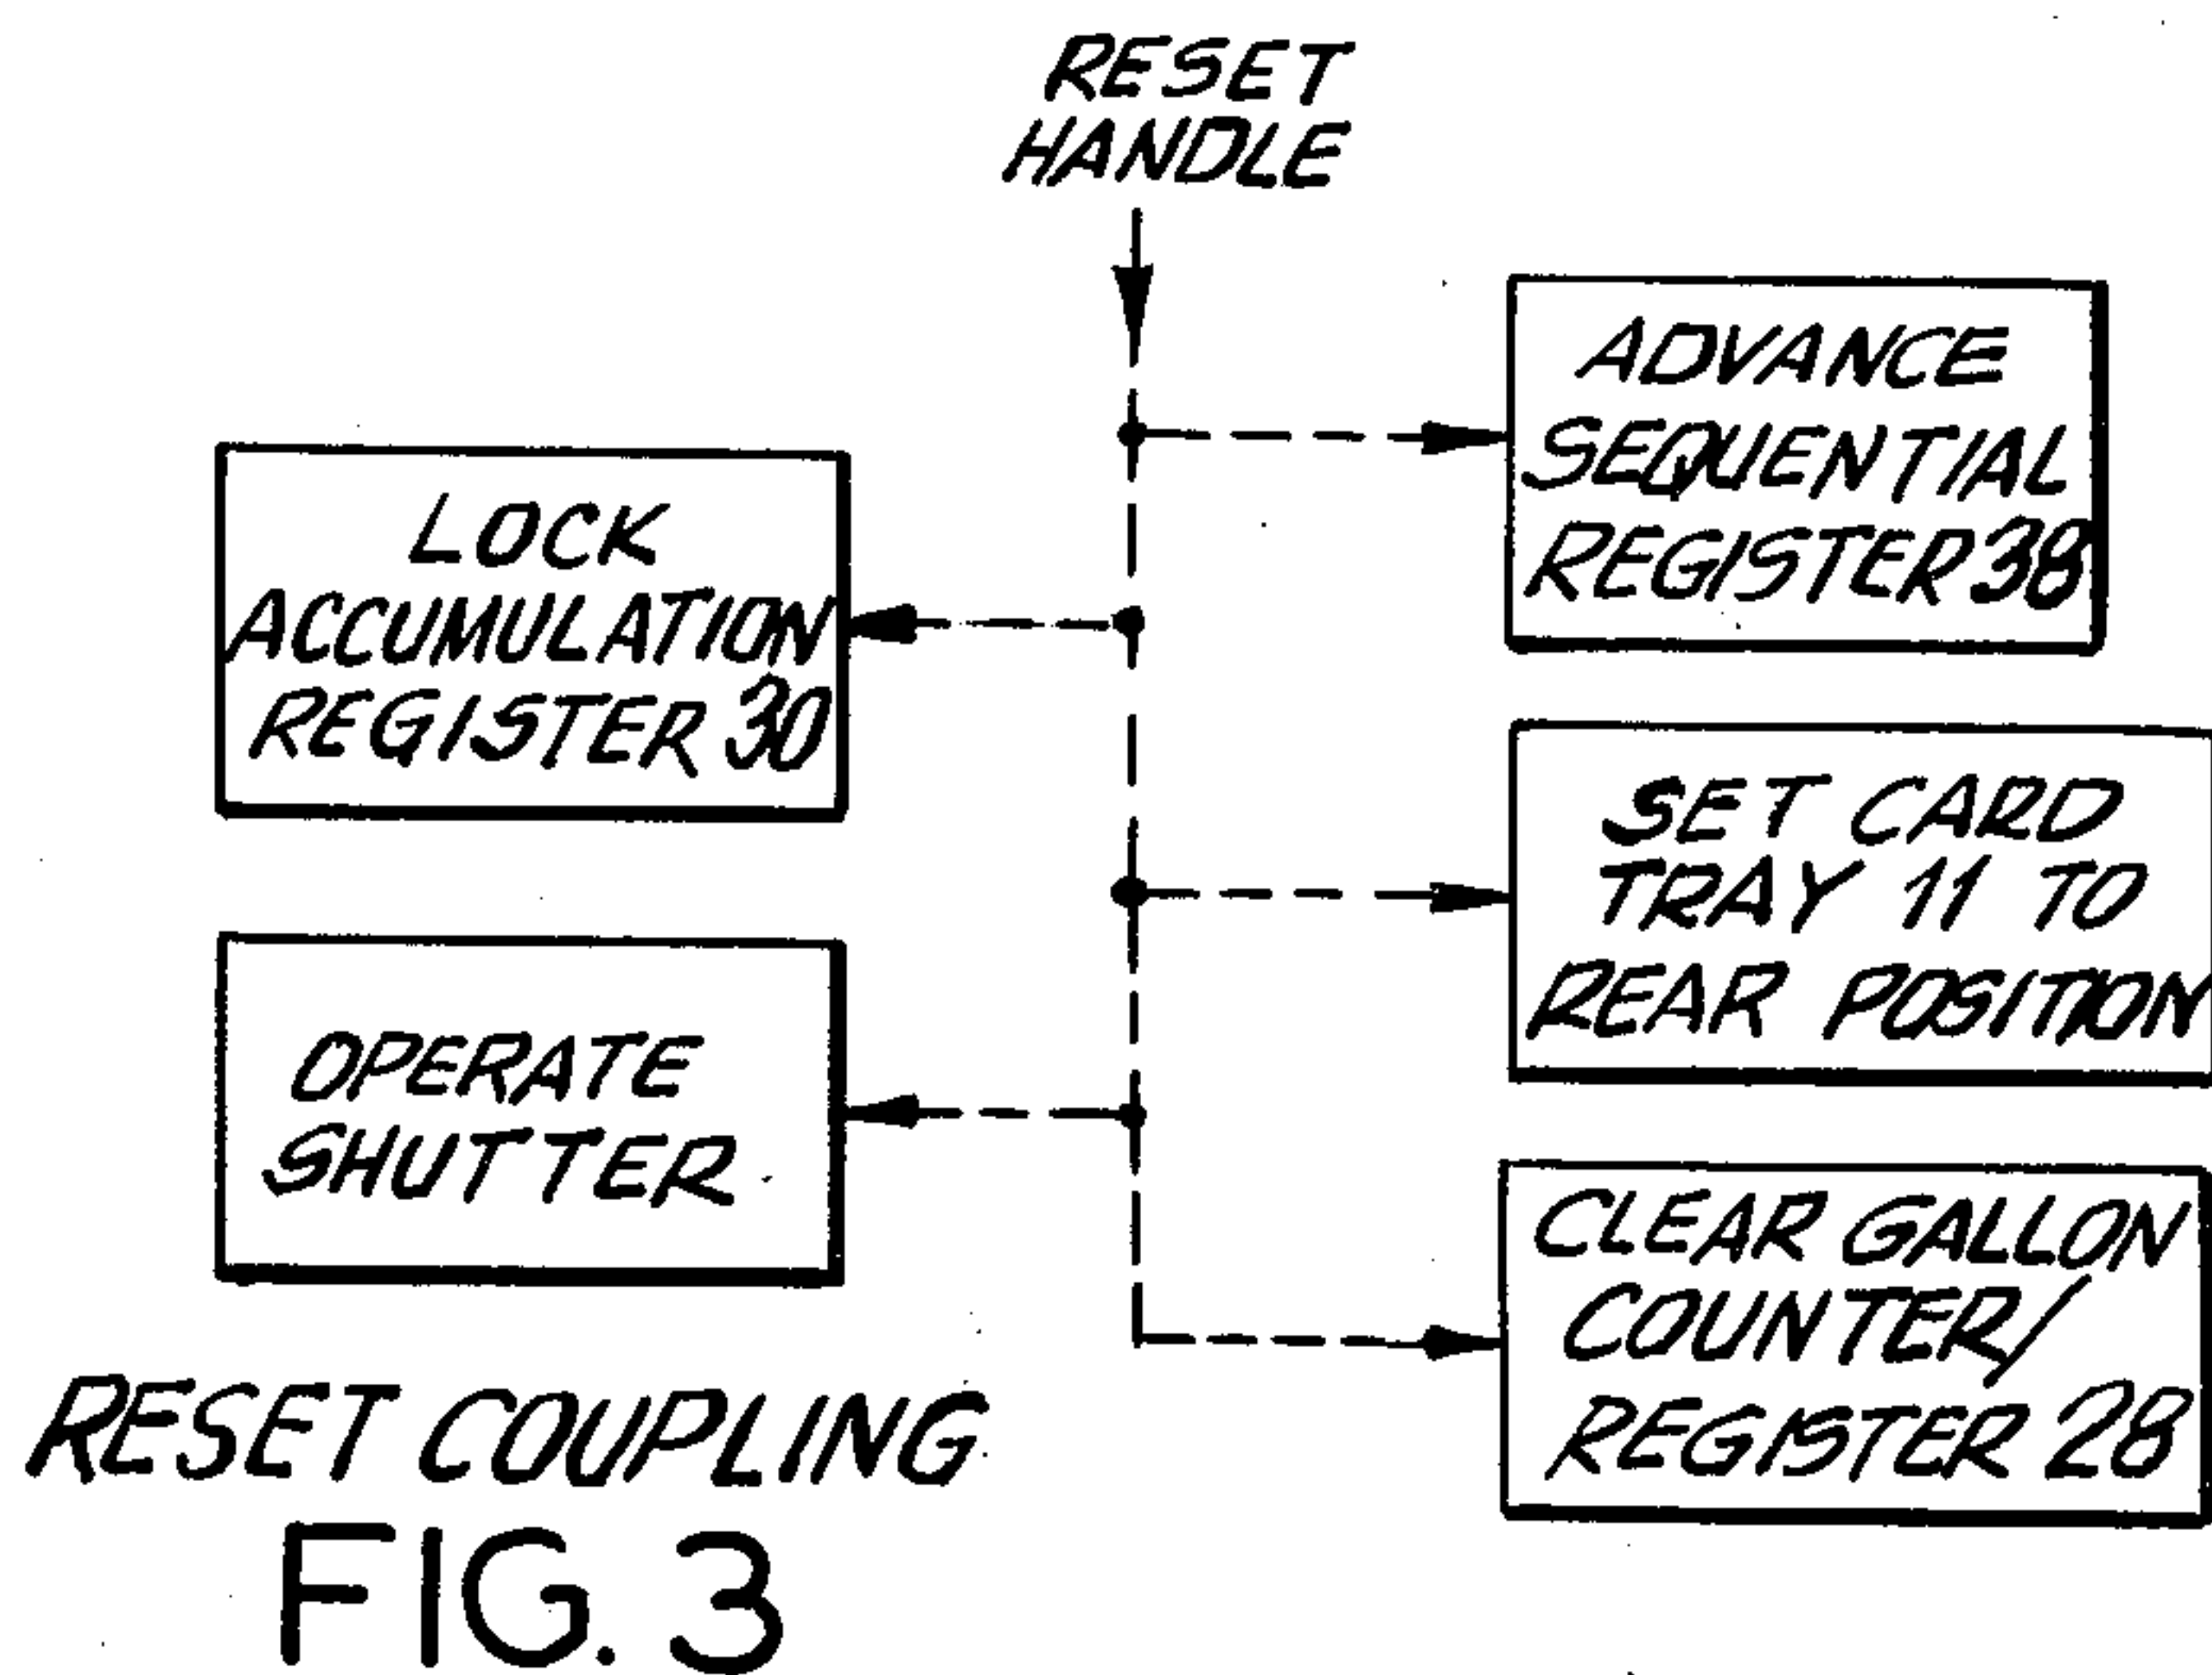 RESET
HANDLE
ADVANCE
SEQUENTIAL
REGISTER 38
LOCK
ACCUMULATION
REGISTER 30
SET CARD
TRAY 11 TO
REAR POSITION
OPERATE
SHUTTER
CLEAR GALLON
COUNTER/
REGISTER 28
RESET COUPLING
FIG. 3